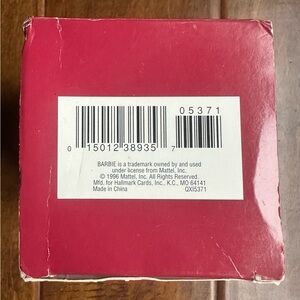 05371
0 15012 38935 7
BARBIE is a trademark owned by and used
under license from Mattel, Inc.
© 1996 Mattel, Inc. All Rights Reserved.
Mfd. for Hallmark Cards, Inc., K.C., MO 64141
Made in China QXI5371